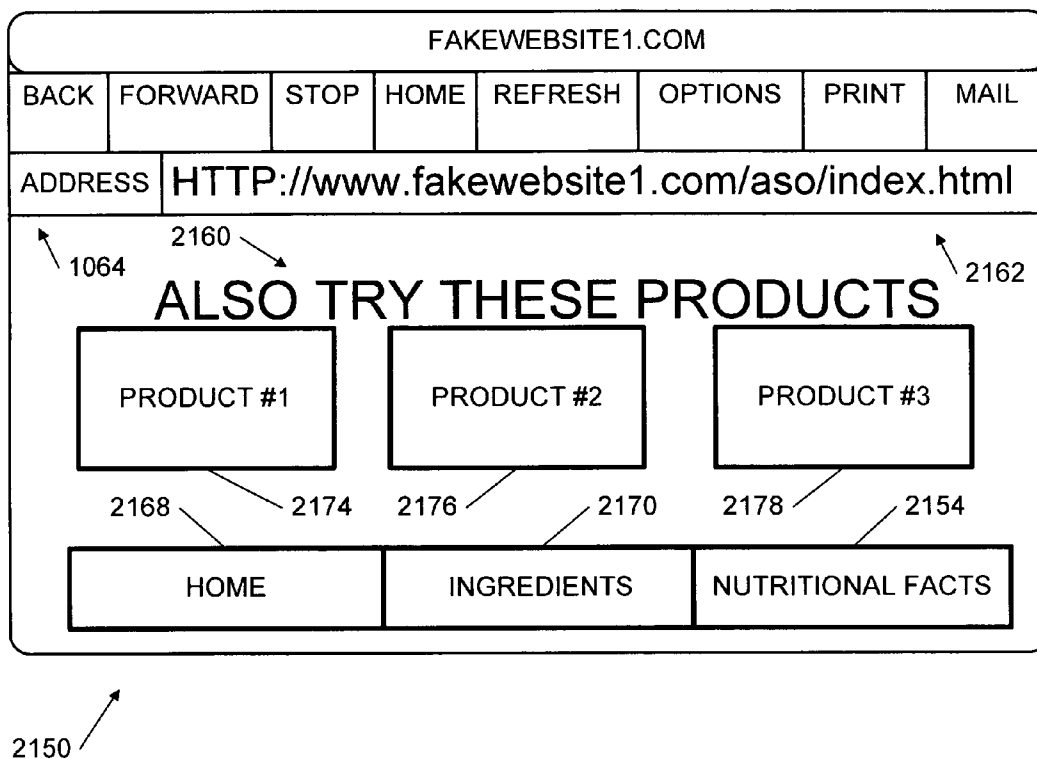 FAKEWEBSITE1.COM
BACK FORWARD STOP HOME REFRESH OPTIONS PRINT MAIL
ADDRESS HTTP://www.fakewebsite1.com/aso/index.html
1064 2160 2162
ALSO TRY THESE PRODUCTS
PRODUCT #1 PRODUCT #2 PRODUCT #3
2168 2174 2176 2170 2178 2154
HOME INGREDIENTS NUTRITIONAL FACTS
2150